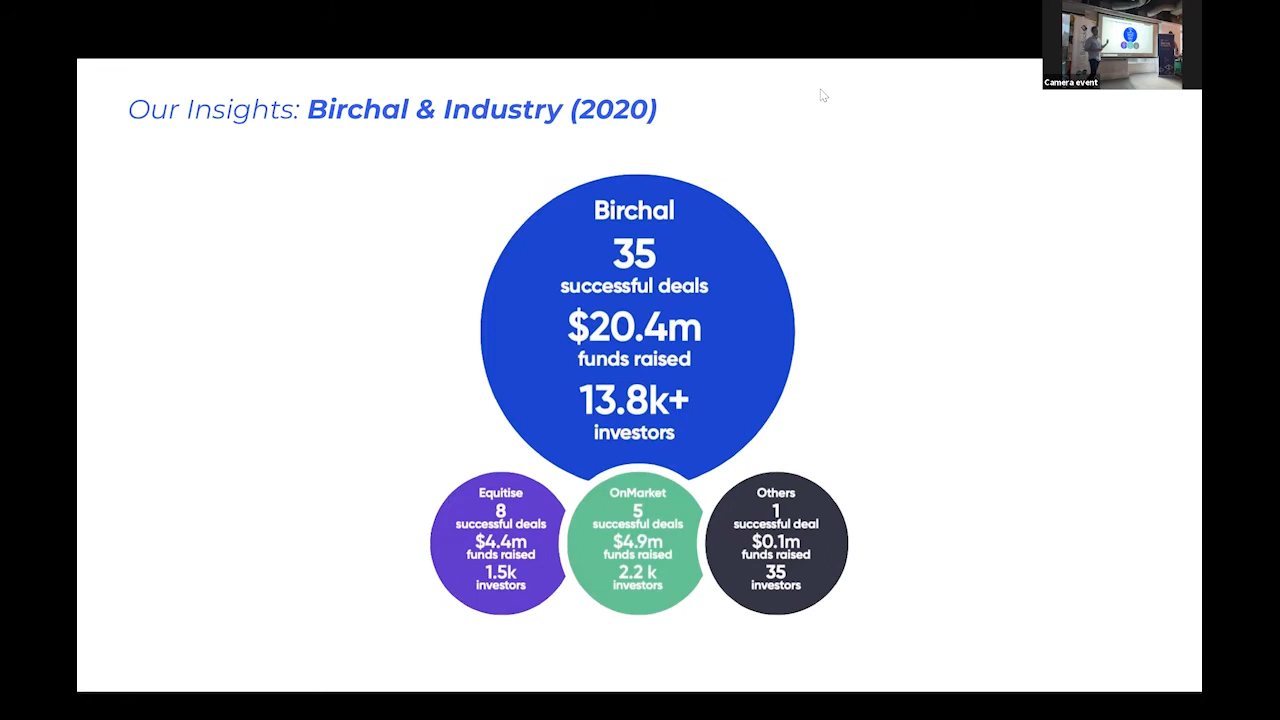 Camera event
Our Insights: Birchal & Industry (2020)
Birchal
35
successful deals
$20.4m
funds raised
13.8k+
investors
Equitise
8
successful deals
$4.4m
funds raised
1.5k
investors
OnMarket
5
successful deals
$4.9m
funds raised
2.2 k
investors
Others
1
successful deal
$0.1m
funds raised
35
investors